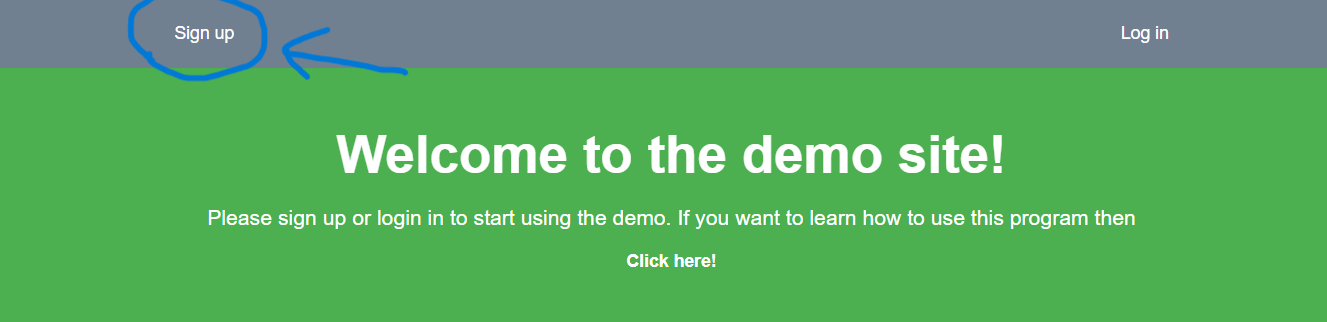 Sign up
Log in
Welcome to the demo site!
Please sign up or login in to start using the demo. If you want to learn how to use this program then
Click here!